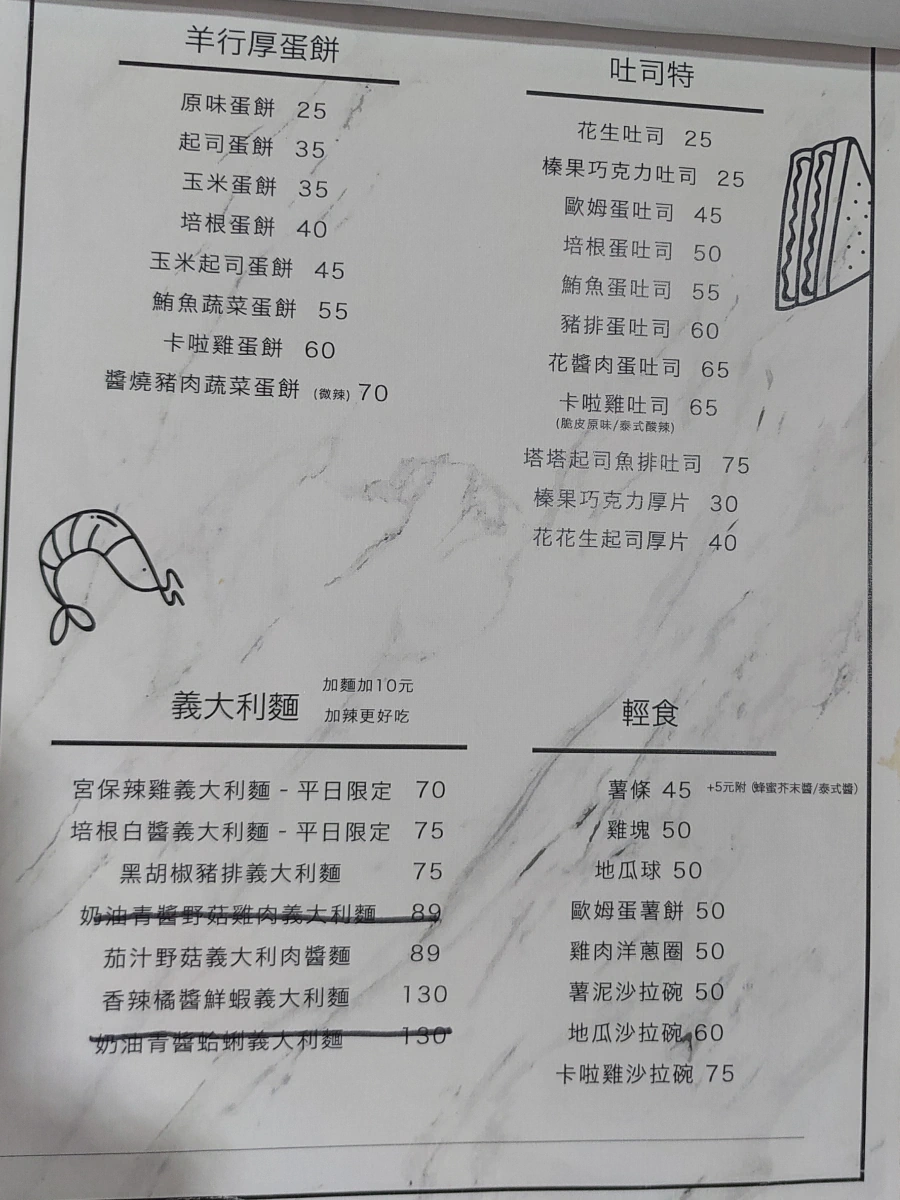 羊行厚蛋餅
原味蛋餅 25
起司蛋餅 35
玉米蛋餅 35
培根蛋餅 40
玉米起司蛋餅 45
鮪魚蔬菜蛋餅 55
卡啦雞蛋餅 60
醬燒豬肉蔬菜蛋餅 (微辣) 70
吐司特
花生吐司 25
榛果巧克力吐司 25
歐姆蛋吐司 45
培根蛋吐司 50
鮪魚蛋吐司 55
豬排蛋吐司 60
花醬肉蛋吐司 65
卡啦雞吐司 65
(脆皮原味/泰式酸辣)
塔塔起司魚排吐司 75
榛果巧克力厚片 30
花花生起司厚片 40
義大利麵
加麵加10元
加辣更好吃
宮保辣雞義大利麵 - 平日限定 70
培根白醬義大利麵 - 平日限定 75
黑胡椒豬排義大利麵 75
奶油青醬野菇雞肉義大利麵 89
茄汁野菇義大利肉醬麵 89
香辣橘醬鮮蝦義大利麵 130
奶油青醬蛤蜊義大利麵 130
輕食
薯條 45 +5元附 (蜂蜜芥末醬/泰式醬)
雞塊 50
地瓜球 50
歐姆蛋薯餅 50
雞肉洋蔥圈 50
薯泥沙拉碗 50
地瓜沙拉碗 60
卡啦雞沙拉碗 75